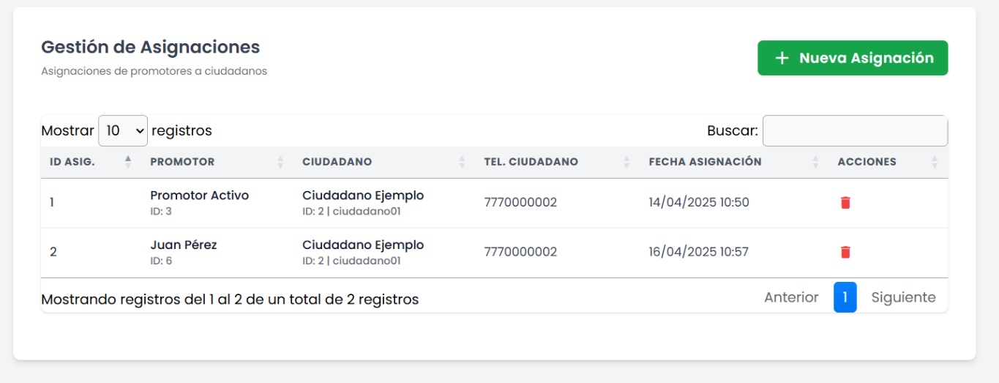 Gestión de Asignaciones
Asignaciones de promotores a ciudadanos
+ Nueva Asignación
Mostrar 10 registros
Buscar:
ID ASIG. PROMOTOR CIUDADANO TEL. CIUDADANO FECHA ASIGNACIÓN ACCIONES
1 Promotor Activo Ciudadano Ejemplo 7770000002 14/04/2025 10:50
ID: 3 ID: 2 | ciudadano01
2 Juan Pérez Ciudadano Ejemplo 7770000002 16/04/2025 10:57
ID: 6 ID: 2 | ciudadano01
Mostrando registros del 1 al 2 de un total de 2 registros
Anterior 1 Siguiente